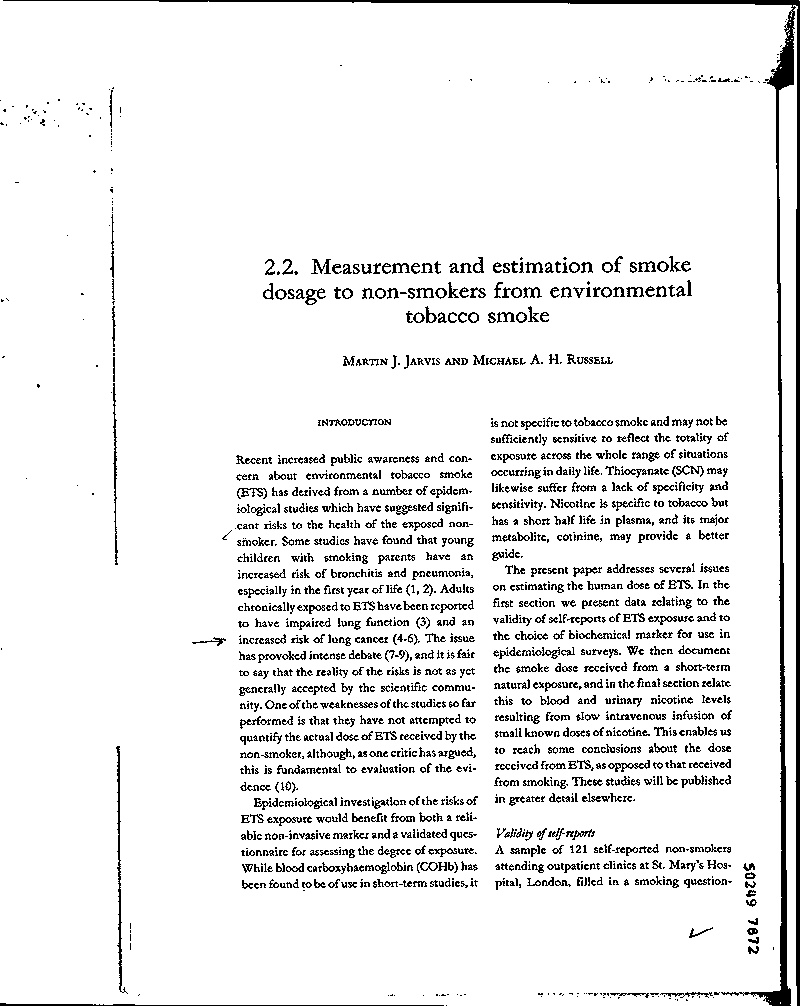 2.2. Measurement and estimation of smoke
dosage to non-smokers from environmental
tobacco smoke
MARTIN J. JARVIS AND MICHAEL A. H. RUSSELL
INTRODUCTION
Recent increased public awareness and con-
cern about environmental tobacco smoke
(ETS) has derived from a number of epidem-
iological studies which have suggested signifi-
cant risks to the health of the exposed non-
smoker. Some studies have found that young
children with smoking parents have an
increased risk of bronchitis and pneumonia,
especially in the first year of life (1, 2). Adults
chronically exposed to ETS have been reported
to have impaired lung function (3) and an
increased risk of long cancer (4-6). The issue
has provoked intense debate (7-9), and it is fair
to say that the reality of the risks is not as yet
generally accepted by the scientific commu-
nity. One of the weaknesses of the studies so far
performed is that they have not attempted to
quantify the actual dose of ETS received by the
non-smoker, although, as one critic has argued,
this is fundamental to evaluation of the evi-
dence (10).
Epidemiological investigation of the risks of
ETS exposure would benefit from both a reli-
able non-invasive marker and a validated ques-
tionnaire for assessing the degree of exposure.
While blood carboxyhaemoglobin (COHb) has
been found to be of use in short-term studies, it
is not specific to tobacco smoke and may not be
sufficiently sensitive to reflect the totality of
exposure across the whole range of situations
occurring in daily life. Thiocyanate (SCN) may
likewise suffer from a lack of specificity and
sensitivity. Nicotine is specific to tobacco but
has a short half life in plasma, and its major
metabolite, cotinine, may provide a better
guide.
The present paper addresses several issues
on estimating the human dose of ETS. In the
first section we present data relating to the
validity of self-reports of ETS exposure and to
the choice of biochemical marker for use in
epidemiological surveys. We then document
the smoke dose received from a short-term
natural exposure, and in the final section relate
this to blood and urinary nicotine levels
resulting from slow intravenous infusion of
small known doses of nicotine. This enables us
to reach some conclusions about the dose
received from ETS, as opposed to that received
from smoking. These studies will be published
in greater detail elsewhere.
Validity of self-reports
A sample of 121 self-reported non-smokers
attending outpatient clinics at St. Mary's Hos-
pital, London, filled in a smoking question-
50249 7872